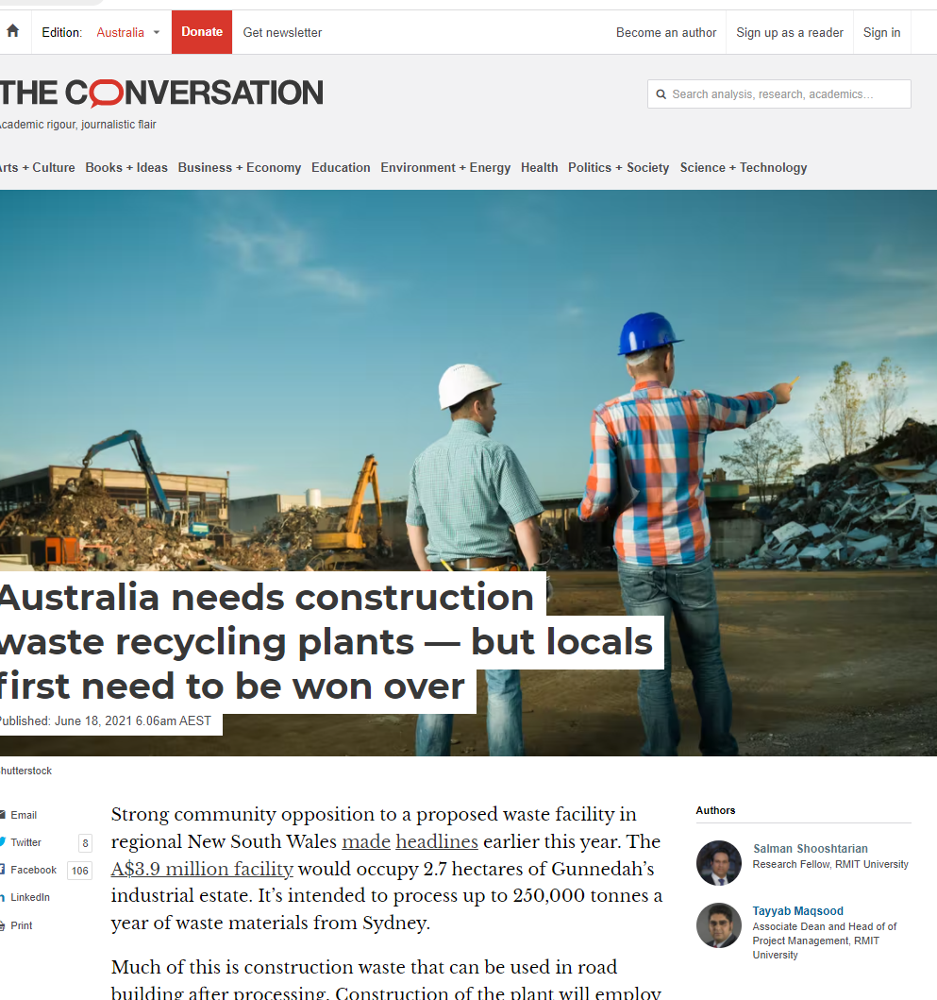 Edition: Australia Donate Get newsletter Become an author Sign up as a reader Sign in
THE CONVERSATION
Search analysis, research, academics...
cademic rigour, journalistic flair
rts + Culture Books + Ideas Business + Economy Education Environment + Energy Health Politics + Society Science + Technology
Australia needs construction
waste recycling plants — but locals
first need to be won over
Published: June 18, 2021 6.06am AEST
hutterstock
Email
Twitter 8
Facebook 106
LinkedIn
Print
Strong community opposition to a proposed waste facility in
regional New South Wales made headlines earlier this year. The
A$3.9 million facility would occupy 2.7 hectares of Gunnedah’s
industrial estate. It’s intended to process up to 250,000 tonnes a
year of waste materials from Sydney.
Much of this is construction waste that can be used in road
building after processing. Construction of the plant will employ
Authors
Salman Shooshtarian
Research Fellow, RMIT University
Tayyab Maqsood
Associate Dean and Head of of
Project Management, RMIT
University